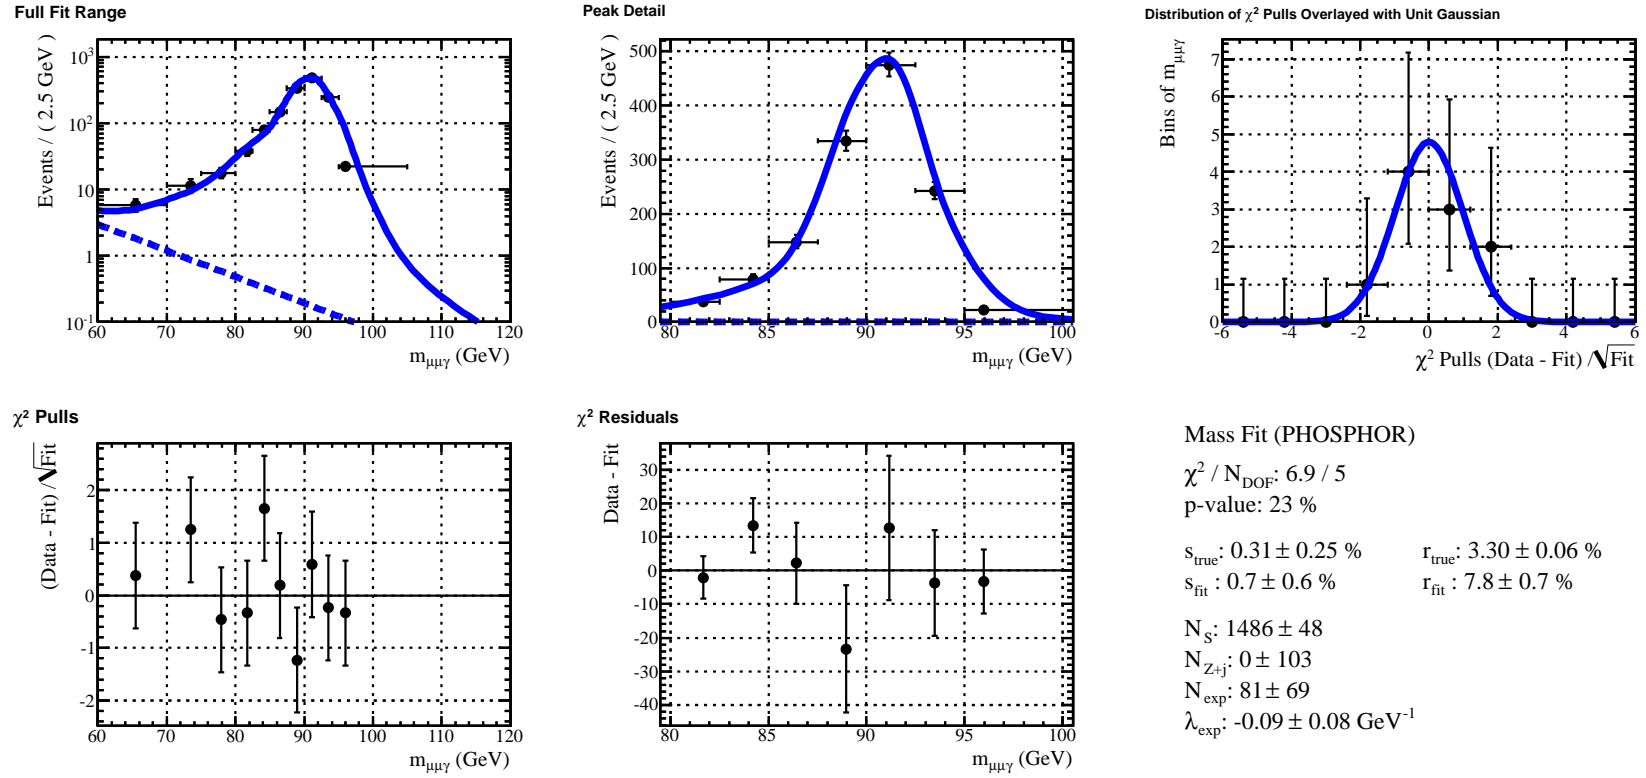 Full Fit Range
Events / ( 2.5 GeV )
10³
10²
10
1
10⁻¹
60 70 80 90 100 110 120
m_μμγ (GeV)
Peak Detail
Events / ( 2.5 GeV )
500
400
300
200
100
0
80 85 90 95 100
m_μμγ (GeV)
Distribution of χ² Pulls Overlayed with Unit Gaussian
Bins of m_μμγ
7
6
5
4
3
2
1
0
-6 -4 -2 0 2 4 6
χ² Pulls (Data - Fit) /√Fit
χ² Pulls
(Data - Fit) /√Fit
2
1
0
-1
-2
60 70 80 90 100 110 120
m_μμγ (GeV)
χ² Residuals
Data - Fit
30
20
10
0
-10
-20
-30
-40
80 85 90 95 100
m_μμγ (GeV)
Mass Fit (PHOSPHOR)
χ² / N_DOF: 6.9 / 5
p-value: 23 %
s_true: 0.31 ± 0.25 % r_true: 3.30 ± 0.06 %
s_fit : 0.7 ± 0.6 % r_fit : 7.8 ± 0.7 %
N_S: 1486 ± 48
N_Z+j: 0 ± 103
N_exp: 81 ± 69
λ_exp: -0.09 ± 0.08 GeV⁻¹